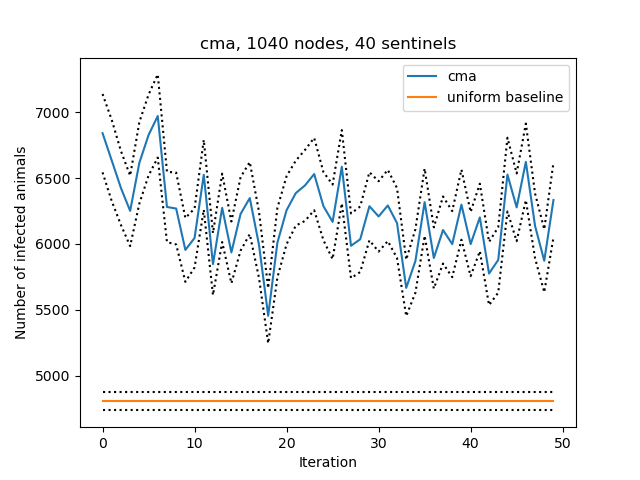 cma, 1040 nodes, 40 sentinels
cma
uniform baseline
Number of infected animals
7000
6500
6000
5500
5000
0 10 20 30 40 50
Iteration